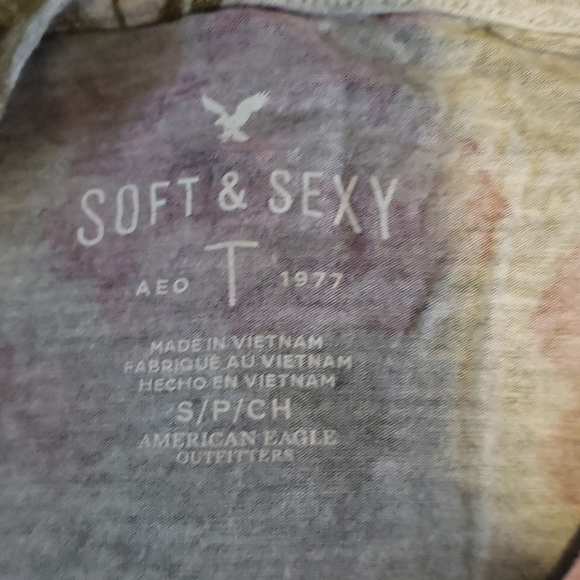 SOFT & SEXY
T
AEO 1977
MADE IN VIETNAM
FABRIQUÉ AU VIETNAM
HECHO EN VIETNAM
S/P/CH
AMERICAN EAGLE
OUTFITTERS